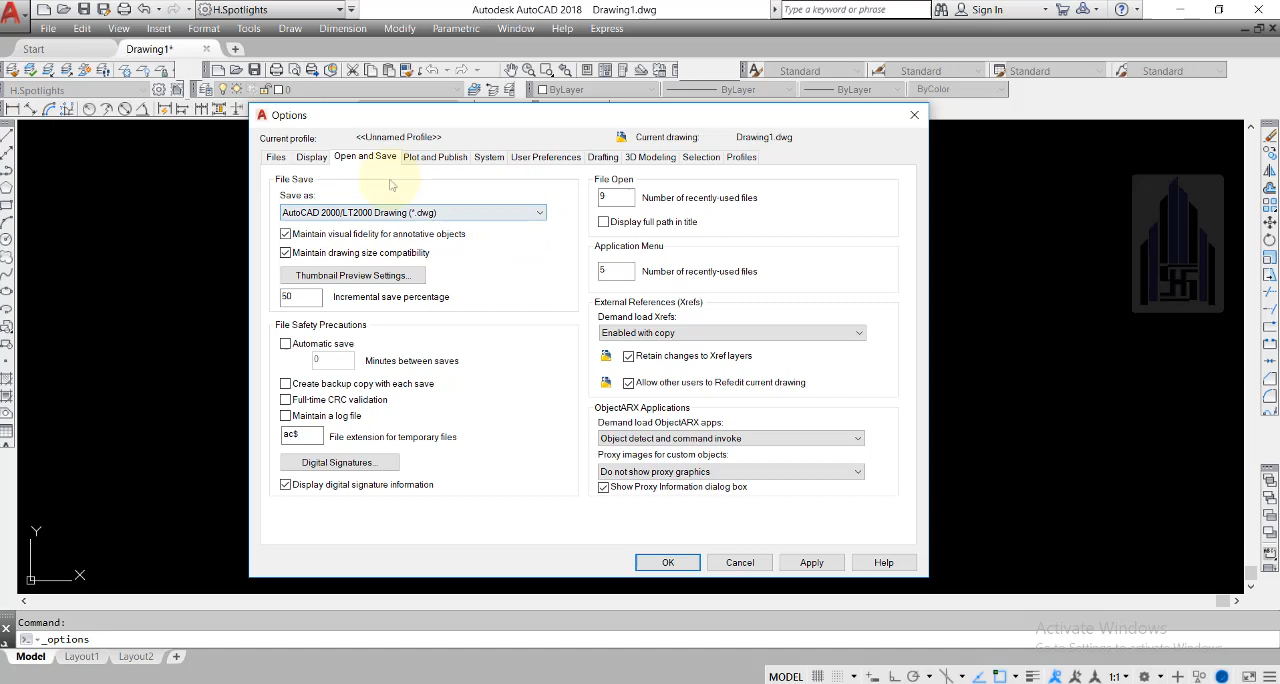 H.Spotlights
Autodesk AutoCAD 2018 Drawing1.dwg
Type a keyword or phrase
Sign In
File Edit View Insert Format Tools Draw Dimension Modify Parametric Window Help Express
Start
Drawing1*
Standard Standard Standard Standard
H.Spotlights
0
ByLayer ByLayer ByLayer ByColor
Options
Current profile: <<Unnamed Profile>> Current drawing: Drawing1.dwg
Files Display Open and Save Plot and Publish System User Preferences Drafting 3D Modeling Selection Profiles
File Save
Save as:
AutoCAD 2000/LT2000 Drawing (*.dwg)
Maintain visual fidelity for annotative objects
Maintain drawing size compatibility
Thumbnail Preview Settings...
50 Incremental save percentage
File Safety Precautions
Automatic save
0 Minutes between saves
Create backup copy with each save
Full-time CRC validation
Maintain a log file
ac$ File extension for temporary files
Digital Signatures...
Display digital signature information
File Open
9 Number of recently-used files
Display full path in title
Application Menu
5 Number of recently-used files
External References (Xrefs)
Demand load Xrefs:
Enabled with copy
Retain changes to Xref layers
Allow other users to Refedit current drawing
ObjectARX Applications
Demand load ObjectARX apps:
Object detect and command invoke
Proxy images for custom objects:
Do not show proxy graphics
Show Proxy Information dialog box
OK Cancel Apply Help
Y
X
Command:
_options
Activate Windows
Go to Settings to activate Windows.
Model Layout1 Layout2
MODEL 1:1